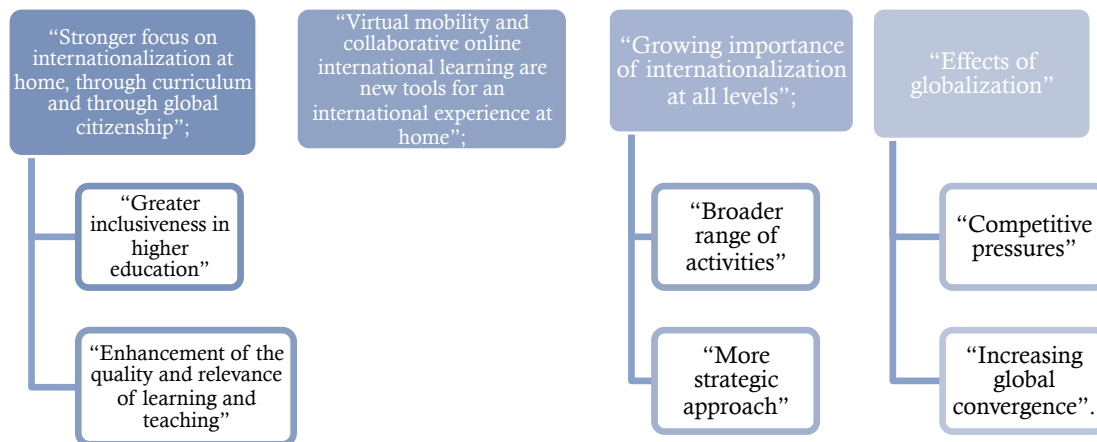 “Stronger focus on
internationalization at
home, through curriculum
and through global
citizenship”;
“Greater
inclusiveness in
higher
education”
“Enhancement of the
quality and relevance
of learning and
teaching”
“Virtual mobility and
collaborative online
international learning are
new tools for an
international experience at
home”;
“Growing importance
of internationalization
at all levels”;
“Broader
range of
activities”
“More
strategic
approach”
“Effects of
globalization”
“Competitive
pressures”
“Increasing
global
convergence”.